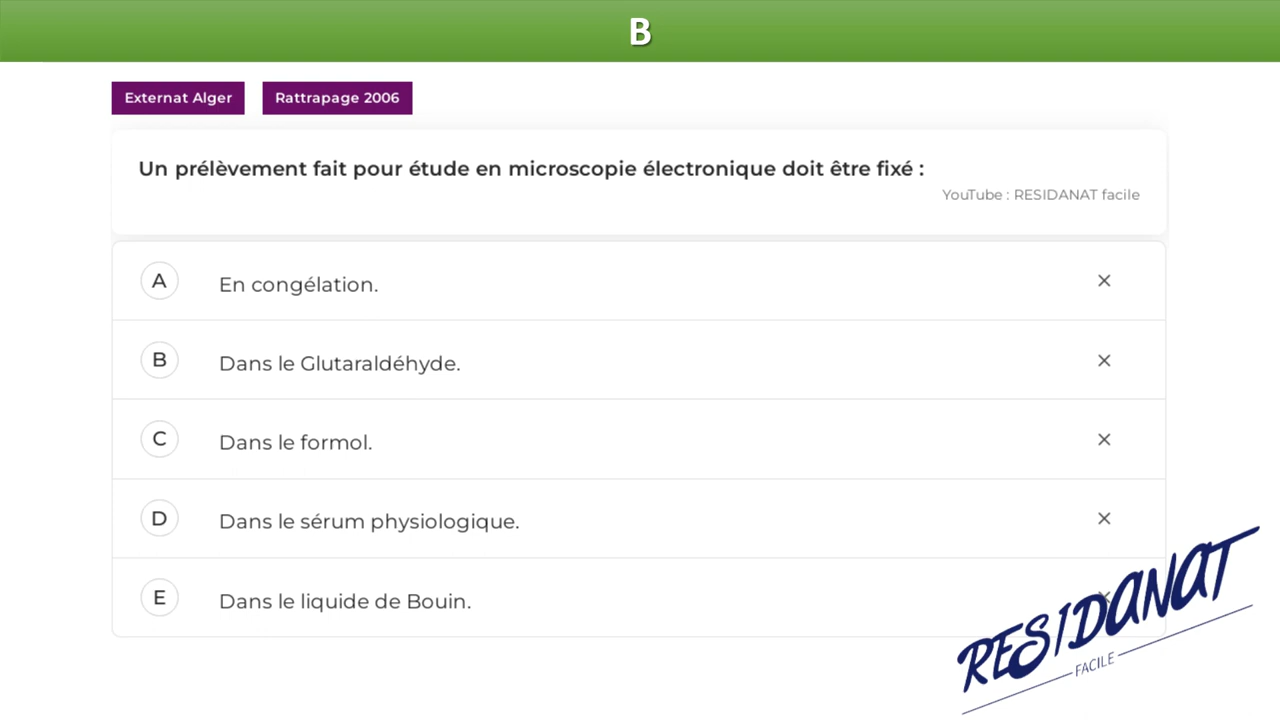 B
Externat Alger
Rattrapage 2006
Un prélèvement fait pour étude en microscopie électronique doit être fixé :
YouTube : RESIDANAT facile
A En congélation.
B Dans le Glutaraldéhyde.
C Dans le formol.
D Dans le sérum physiologique.
E Dans le liquide de Bouin.
RESIDANAT
FACILE